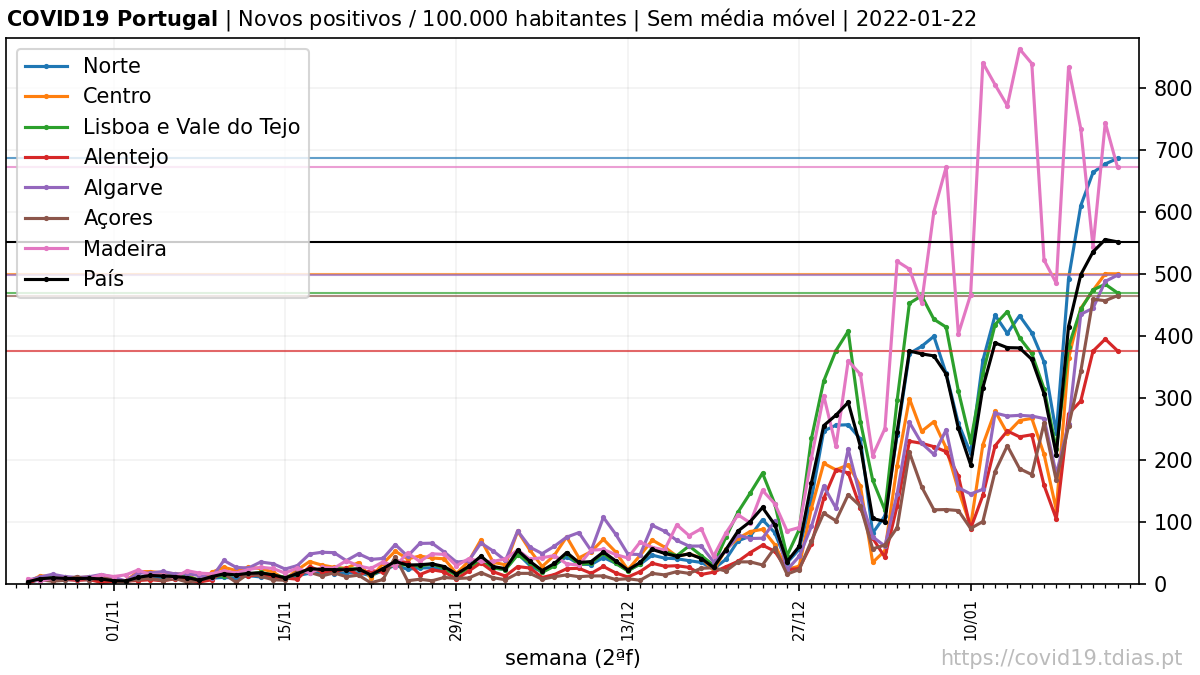 COVID19 Portugal | Novos positivos / 100.000 habitantes | Sem média móvel | 2022-01-22
Norte
Centro
Lisboa e Vale do Tejo
Alentejo
Algarve
Açores
Madeira
País
800
700
600
500
400
300
200
100
0
01/11
15/11
29/11
13/12
27/12
10/01
semana (2ªf)
https://covid19.tdias.pt